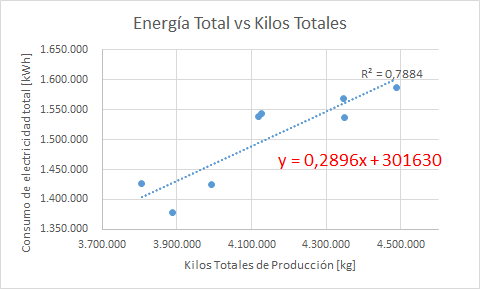 Energía Total vs Kilos Totales
Consumo de electricidad total [kWh]
1.650.000
1.600.000
1.550.000
1.500.000
1.450.000
1.400.000
1.350.000
R² = 0,7884
y = 0,2896x + 301630
3.700.000 3.900.000 4.100.000 4.300.000 4.500.000
Kilos Totales de Producción [kg]